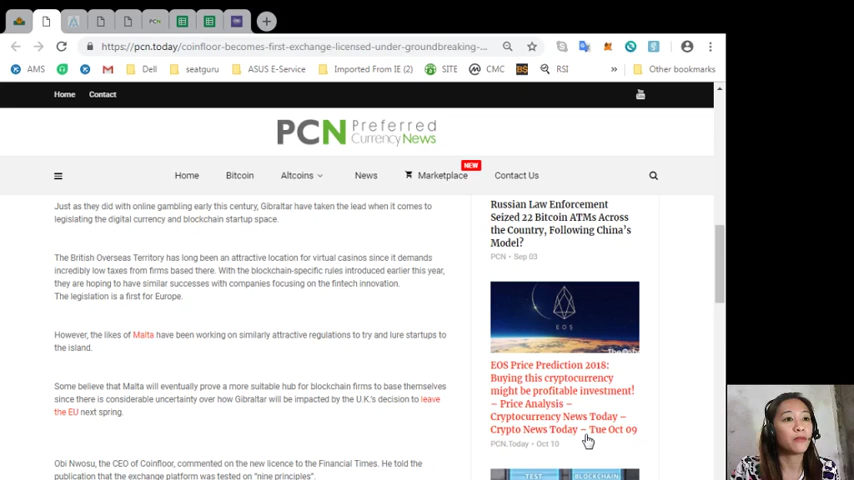 PCN
https://pcn.today/coinfloor-becomes-first-exchange-licensed-under-groundbreaking-...
AMS
Dell
seatguru
ASUS E-Service
Imported From IE (2)
SITE
CMC
BS
RSI
»
Other bookmarks
Home
Contact
You
PCN Preferred
Currency News
NEW
Home
Bitcoin
Altcoins
News
Marketplace
Contact Us
Just as they did with online gambling early this century, Gibraltar have taken the lead when it comes to
legislating the digital currency and blockchain startup space.
The British Overseas Territory has long been an attractive location for virtual casinos since it demands
incredibly low taxes from firms based there. With the blockchain-specific rules introduced earlier this year,
they are hoping to have similar successes with companies focusing on the fintech innovation.
The legislation is a first for Europe.
However, the likes of Malta have been working on similarly attractive regulations to try and lure startups to
the island.
Some believe that Malta will eventually prove a more suitable hub for blockchain firms to base themselves
since there is considerable uncertainty over how Gibraltar will be impacted by the U.K.'s decision to leave
the EU next spring.
Obi Nwosu, the CEO of Coinfloor, commented on the new licence to the Financial Times. He told the
publication that the exchange platform was tested on "nine principles".
Russian Law Enforcement
Seized 22 Bitcoin ATMs Across
the Country, Following China's
Model?
PCN - Sep 03
EOS
EOS Price Prediction 2018:
Buying this cryptocurrency
might be profitable investment!
– Price Analysis –
Cryptocurrency News Today –
Crypto News Today – Tue Oct 09
PCN.Today - Oct 10
TEST
BLOCKCHAIN